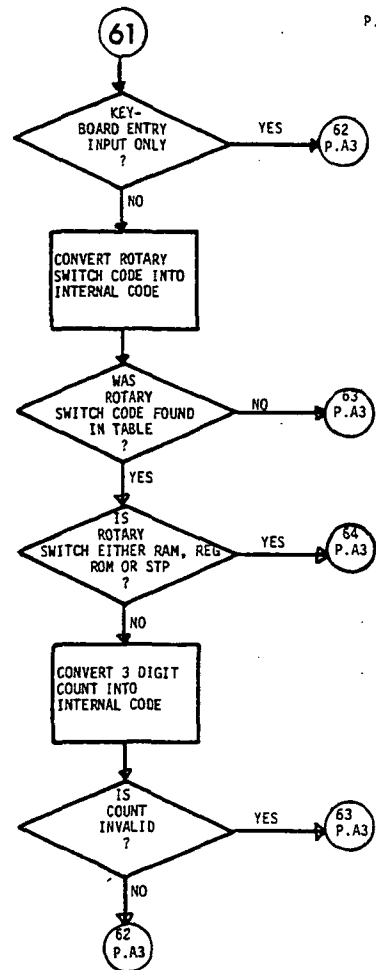 61
P.
KEY-
BOARD ENTRY
INPUT ONLY
?
YES
62
P.A3
NO
CONVERT ROTARY
SWITCH CODE INTO
INTERNAL CODE
WAS
ROTARY
SWITCH CODE FOUND
IN TABLE
?
NO
63
P.A3
YES
IS
ROTARY
SWITCH EITHER RAM, REG
ROM OR STP
?
YES
64
P.A3
NO
CONVERT 3 DIGIT
COUNT INTO
INTERNAL CODE
IS
COUNT
INVALID
?
YES
63
P.A3
NO
62
P.A3